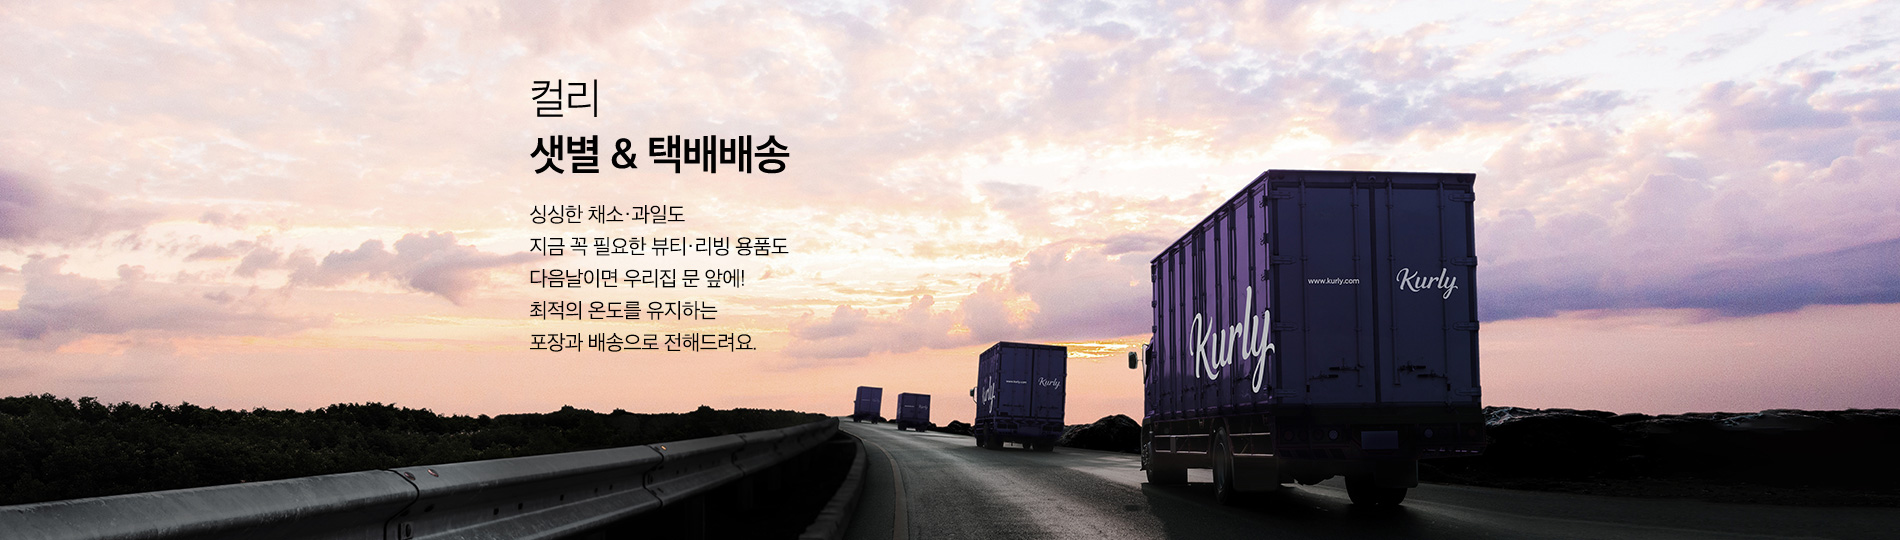 컬리
샛별 & 택배배송
싱싱한 채소·과일도
지금 꼭 필요한 뷰티·리빙 용품도
다음날이면 우리집 문 앞에!
최적의 온도를 유지하는
포장과 배송으로 전해드려요.
www.kurly.com
Kurly
Kurly
Kurly
www.kurly.com
Kurly